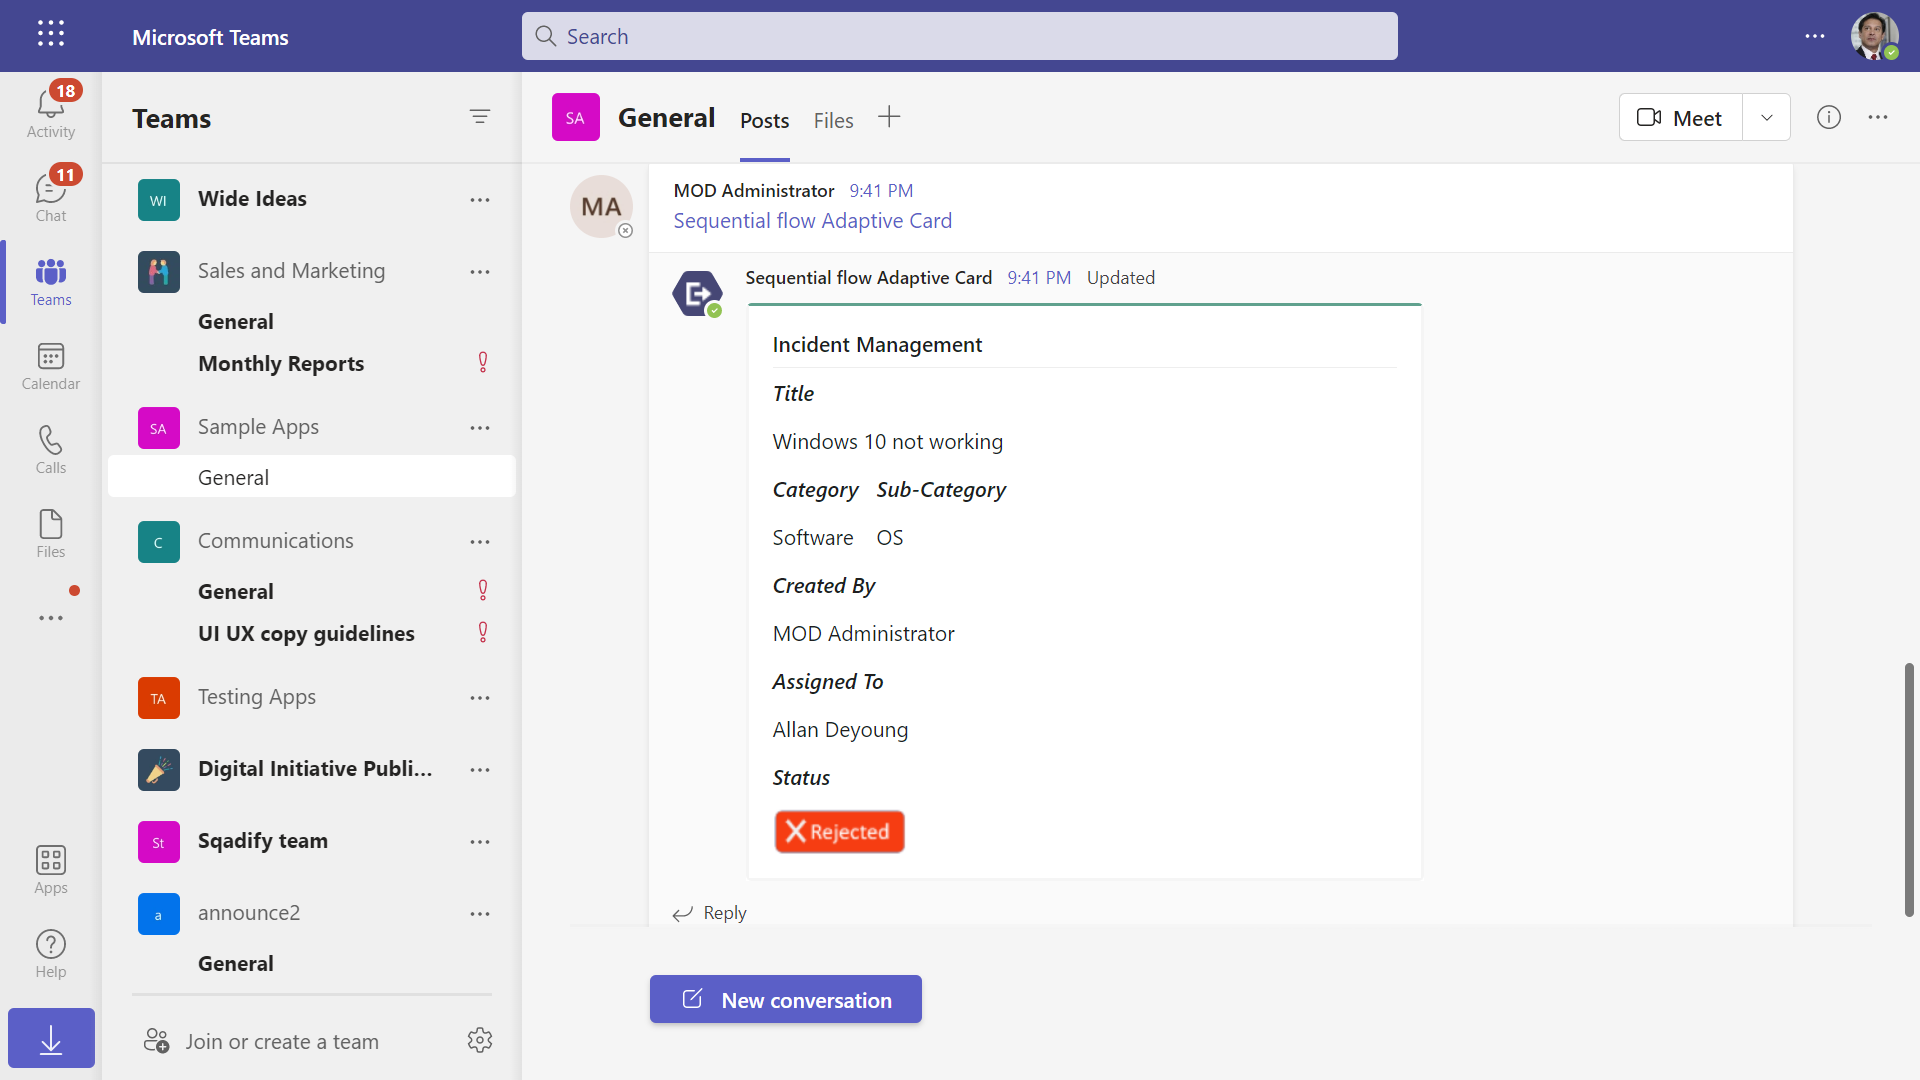 Microsoft Teams
Search
18
Activity
11
Chat
Teams
Calendar
Calls
Files
Apps
Help
Teams
WI Wide Ideas
Sales and Marketing
General
Monthly Reports
SA Sample Apps
General
C Communications
General
UI UX copy guidelines
TA Testing Apps
Digital Initiative Publi...
St Sqadify team
a announce2
General
Join or create a team
SA General Posts Files
Meet
MA
MOD Administrator 9:41 PM
Sequential flow Adaptive Card
Sequential flow Adaptive Card 9:41 PM Updated
Incident Management
Title
Windows 10 not working
Category Sub-Category
Software OS
Created By
MOD Administrator
Assigned To
Allan Deyoung
Status
Rejected
Reply
New conversation